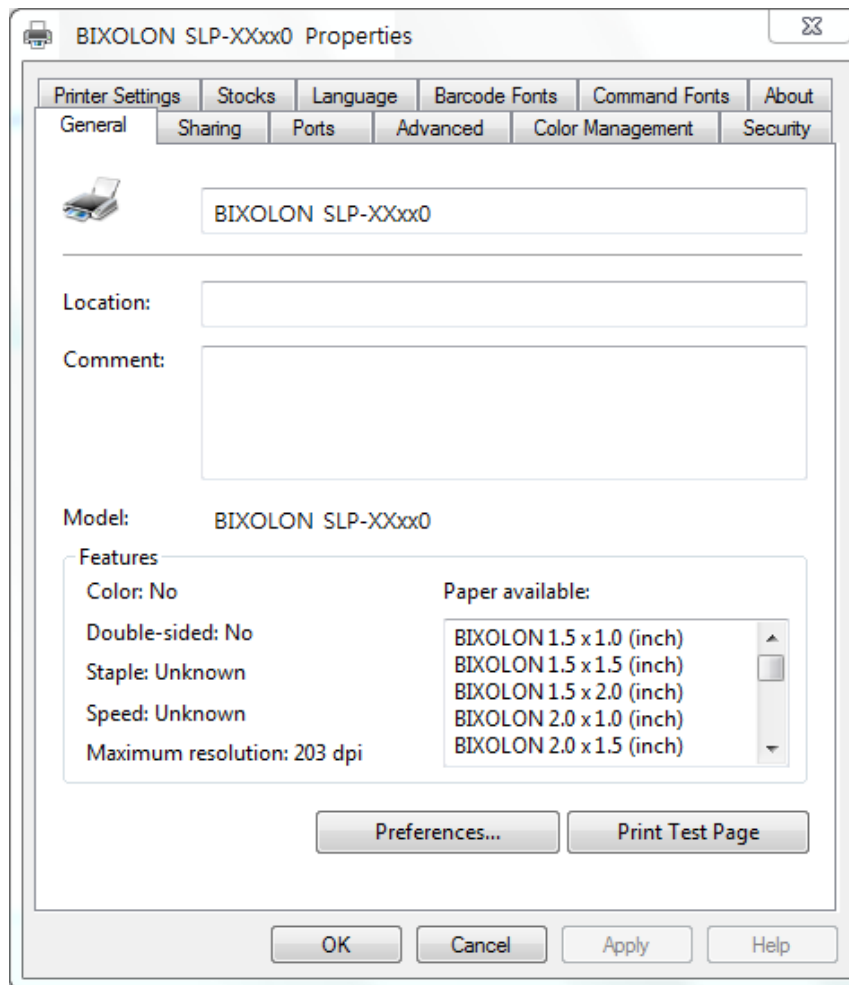 BIXOLON SLP-XXxx0 Properties
Printer Settings Stocks Language Barcode Fonts Command Fonts About
General Sharing Ports Advanced Color Management Security
BIXOLON SLP-XXxx0
Location:
Comment:
Model: BIXOLON SLP-XXxx0
Features
Color: No
Double-sided: No
Staple: Unknown
Speed: Unknown
Maximum resolution: 203 dpi
Paper available:
BIXOLON 1.5 x 1.0 (inch)
BIXOLON 1.5 x 1.5 (inch)
BIXOLON 1.5 x 2.0 (inch)
BIXOLON 2.0 x 1.0 (inch)
BIXOLON 2.0 x 1.5 (inch)
Preferences... Print Test Page
OK Cancel Apply Help